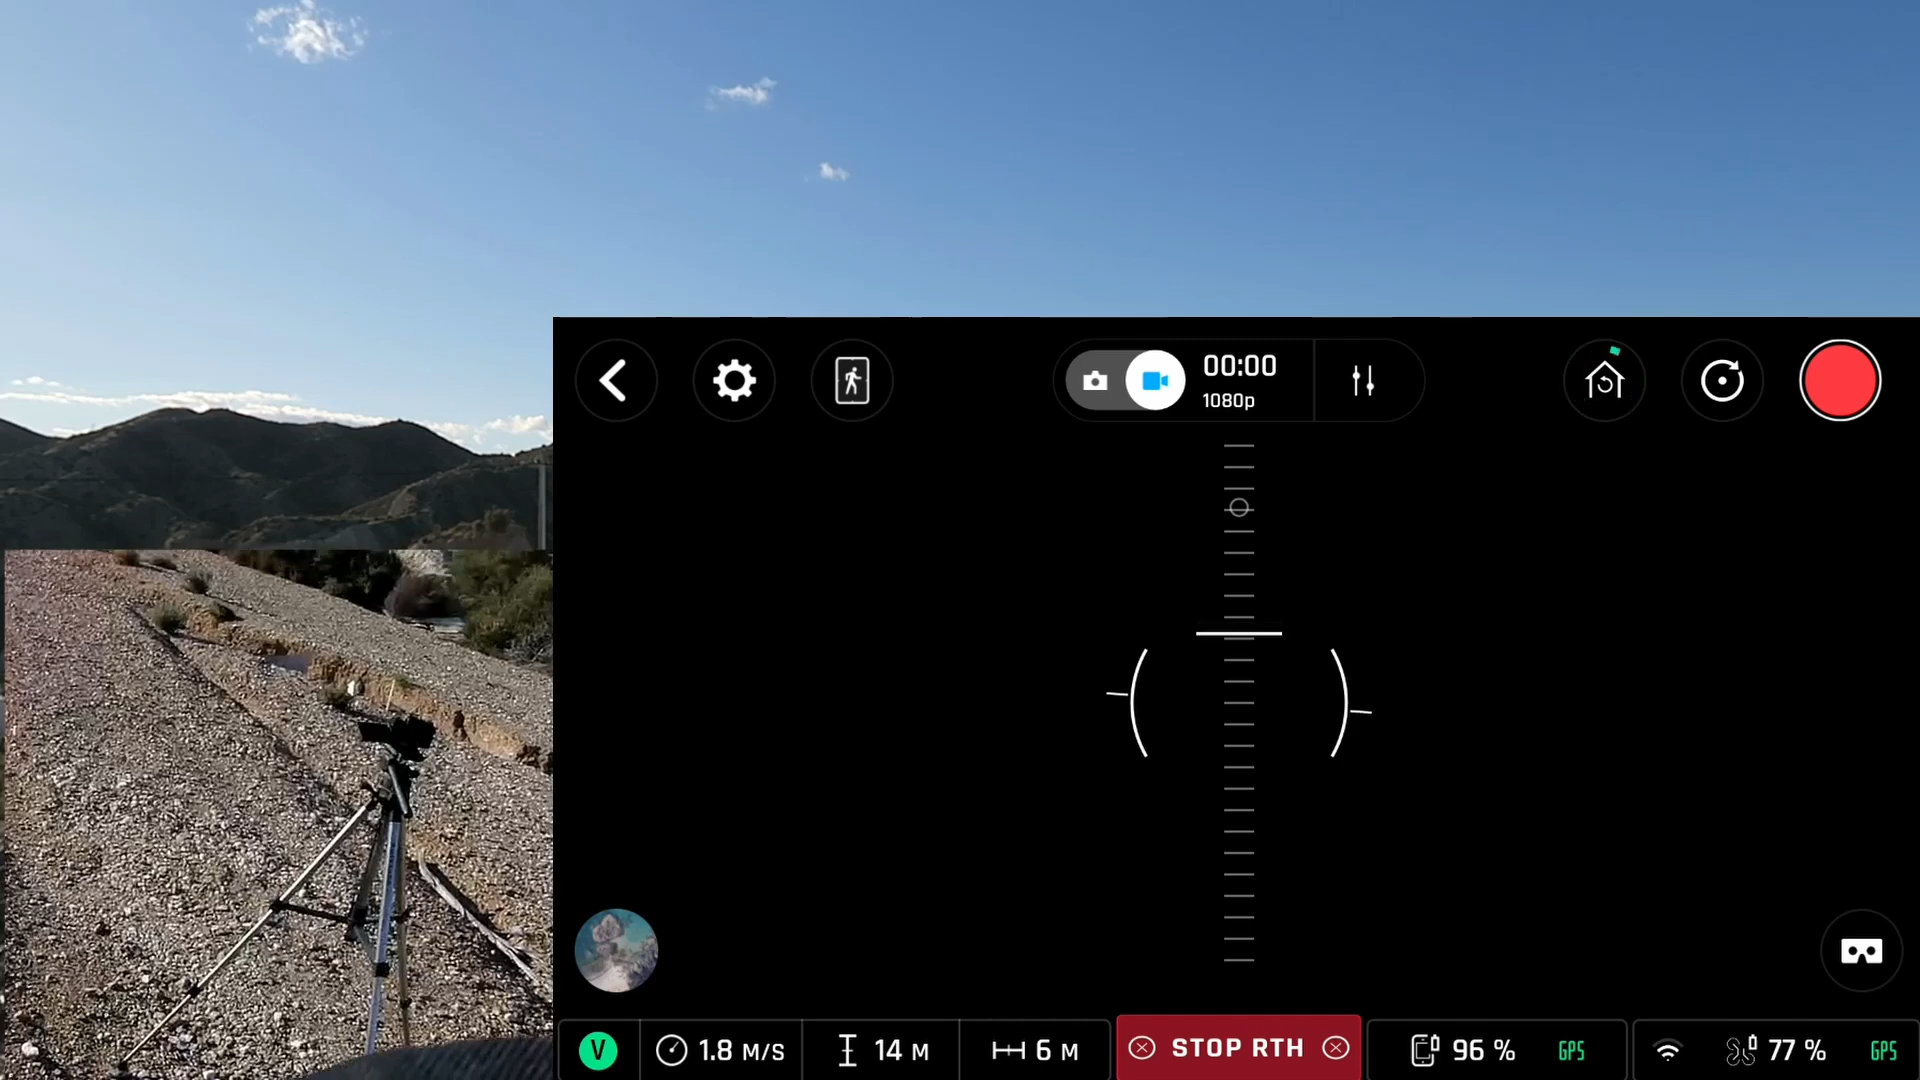 00:00
1080p
V
1.8 M/S
14 M
6 M
STOP RTH
96 %
GPS
77 %
GPS